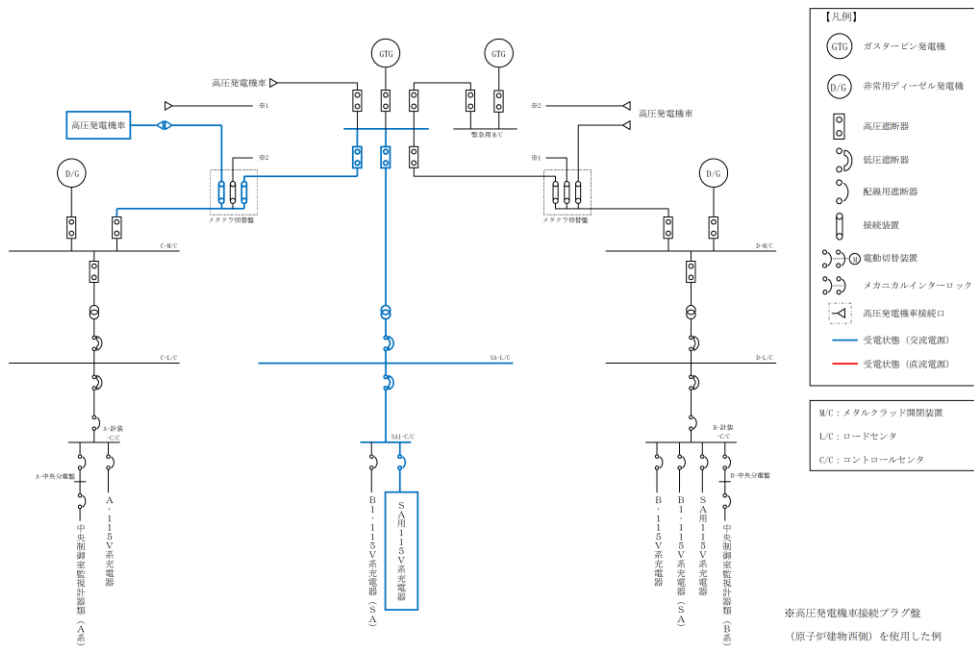 GTG
GTG
高圧発電機車
※1
高圧発電機車
※2
D/G
メタクラ切替盤
緊急用M/C
※2
高圧発電機車
※1
メタクラ切替盤
D/G
C-M/C
D-M/C
C-L/C
SA-L/C
D-L/C
A-計装
-C/C
SA1-C/C
B-計装
-C/C
A-中央分電盤
B-中央分電盤
中央制御室監視計器類（A系）
A-115V系充電器
B1-115V系充電器（SA）
SA用115V系充電器
B-115V系充電器
B1-115V系充電器（SA）
SA用115V系充電器
中央制御室監視計器類（B系）
【凡例】
GTG ガスタービン発電機
D/G 非常用ディーゼル発電機
高圧遮断器
低圧遮断器
配線用遮断器
接続装置
M 電動切替装置
メカニカルインターロック
高圧発電機車接続口
受電状態（交流電源）
受電状態（直流電源）
M/C：メタルクラッド開閉装置
L/C：ロードセンタ
C/C：コントロールセンタ
※高圧発電機車接続プラグ盤
（原子炉建物西側）を使用した例